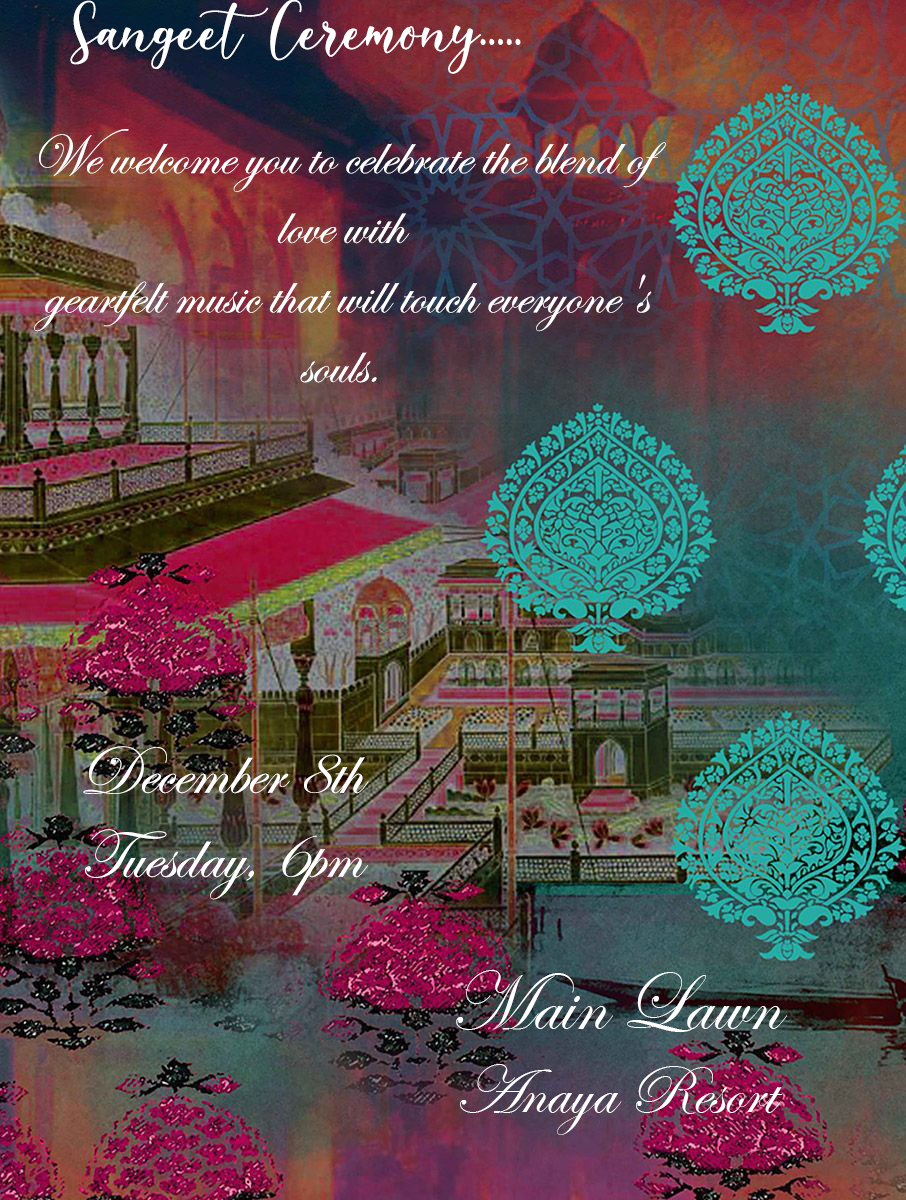 Sangeet Ceremony.....
We welcome you to celebrate the blend of
love with
geartfelt music that will touch everyone 's
souls.
December 8th
Tuesday, 6pm
Main Lawn
Anaya Resort